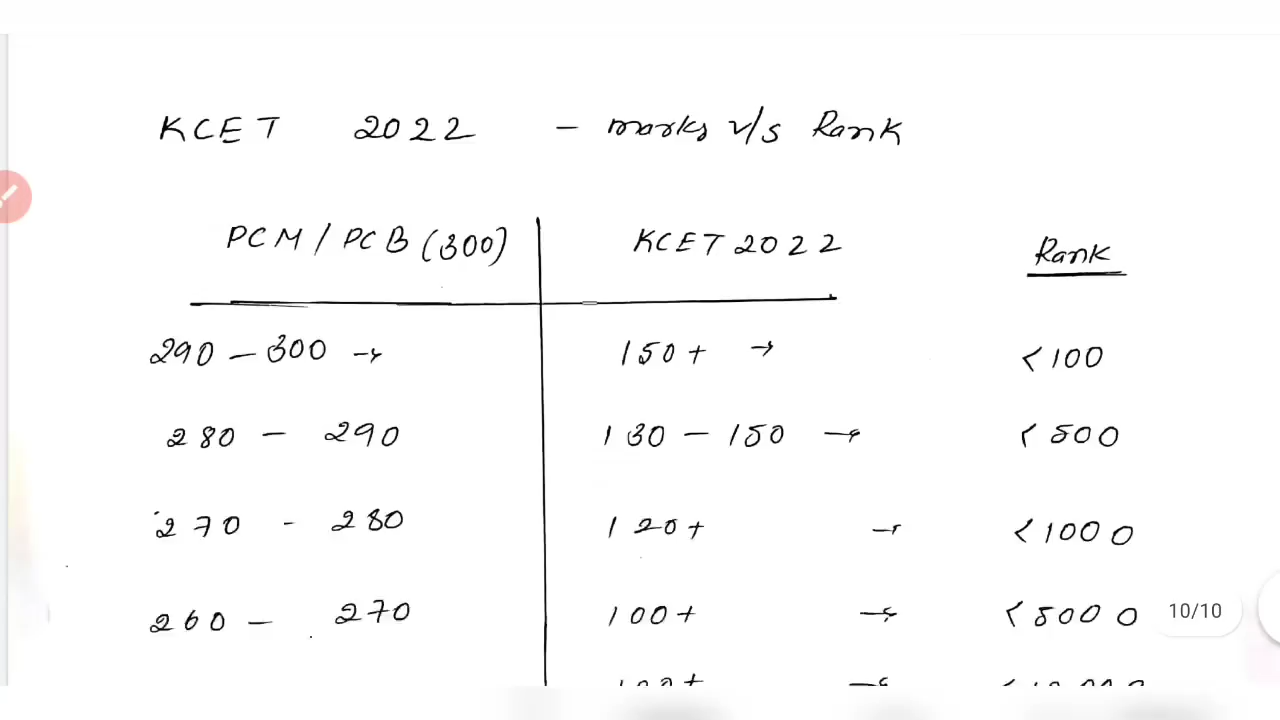 KCET 2022 - marks v/s Rank
PCM / PCB (300) KCET 2022 Rank
290 - 300 → 150+ → <100
280 - 290 130 - 150 → <500
270 - 280 120+ → <1000
260 - 270 100+ → <5000
10/10